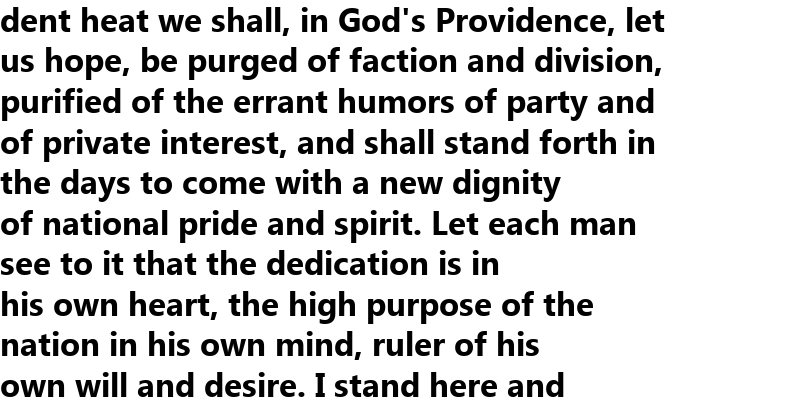 dent heat we shall, in God's Providence, let
us hope, be purged of faction and division,
purified of the errant humors of party and
of private interest, and shall stand forth in
the days to come with a new dignity
of national pride and spirit. Let each man
see to it that the dedication is in
his own heart, the high purpose of the
nation in his own mind, ruler of his
own will and desire. I stand here and